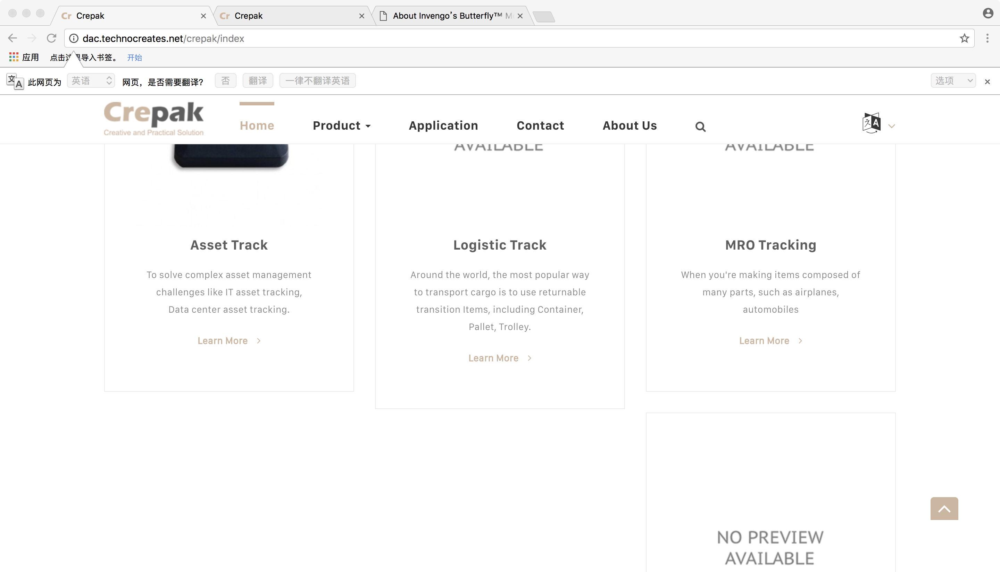 Cr Crepak
Cr Crepak
About Invengo's Butterfly™ M
dac.technocreates.net/crepak/index
应用
点击这里导入书签。 开始
此网页为 英语 网页，是否需要翻译? 否 翻译 一律不翻译英语 选项
Crepak
Creative and Practical Solution
Home Product Application Contact About Us
AVAILABLE
AVAILABLE
Asset Track
To solve complex asset management
challenges like IT asset tracking,
Data center asset tracking.
Learn More
Logistic Track
Around the world, the most popular way
to transport cargo is to use returnable
transition Items, including Container,
Pallet, Trolley.
Learn More
MRO Tracking
When you're making items composed of
many parts, such as airplanes,
automobiles
Learn More
NO PREVIEW
AVAILABLE